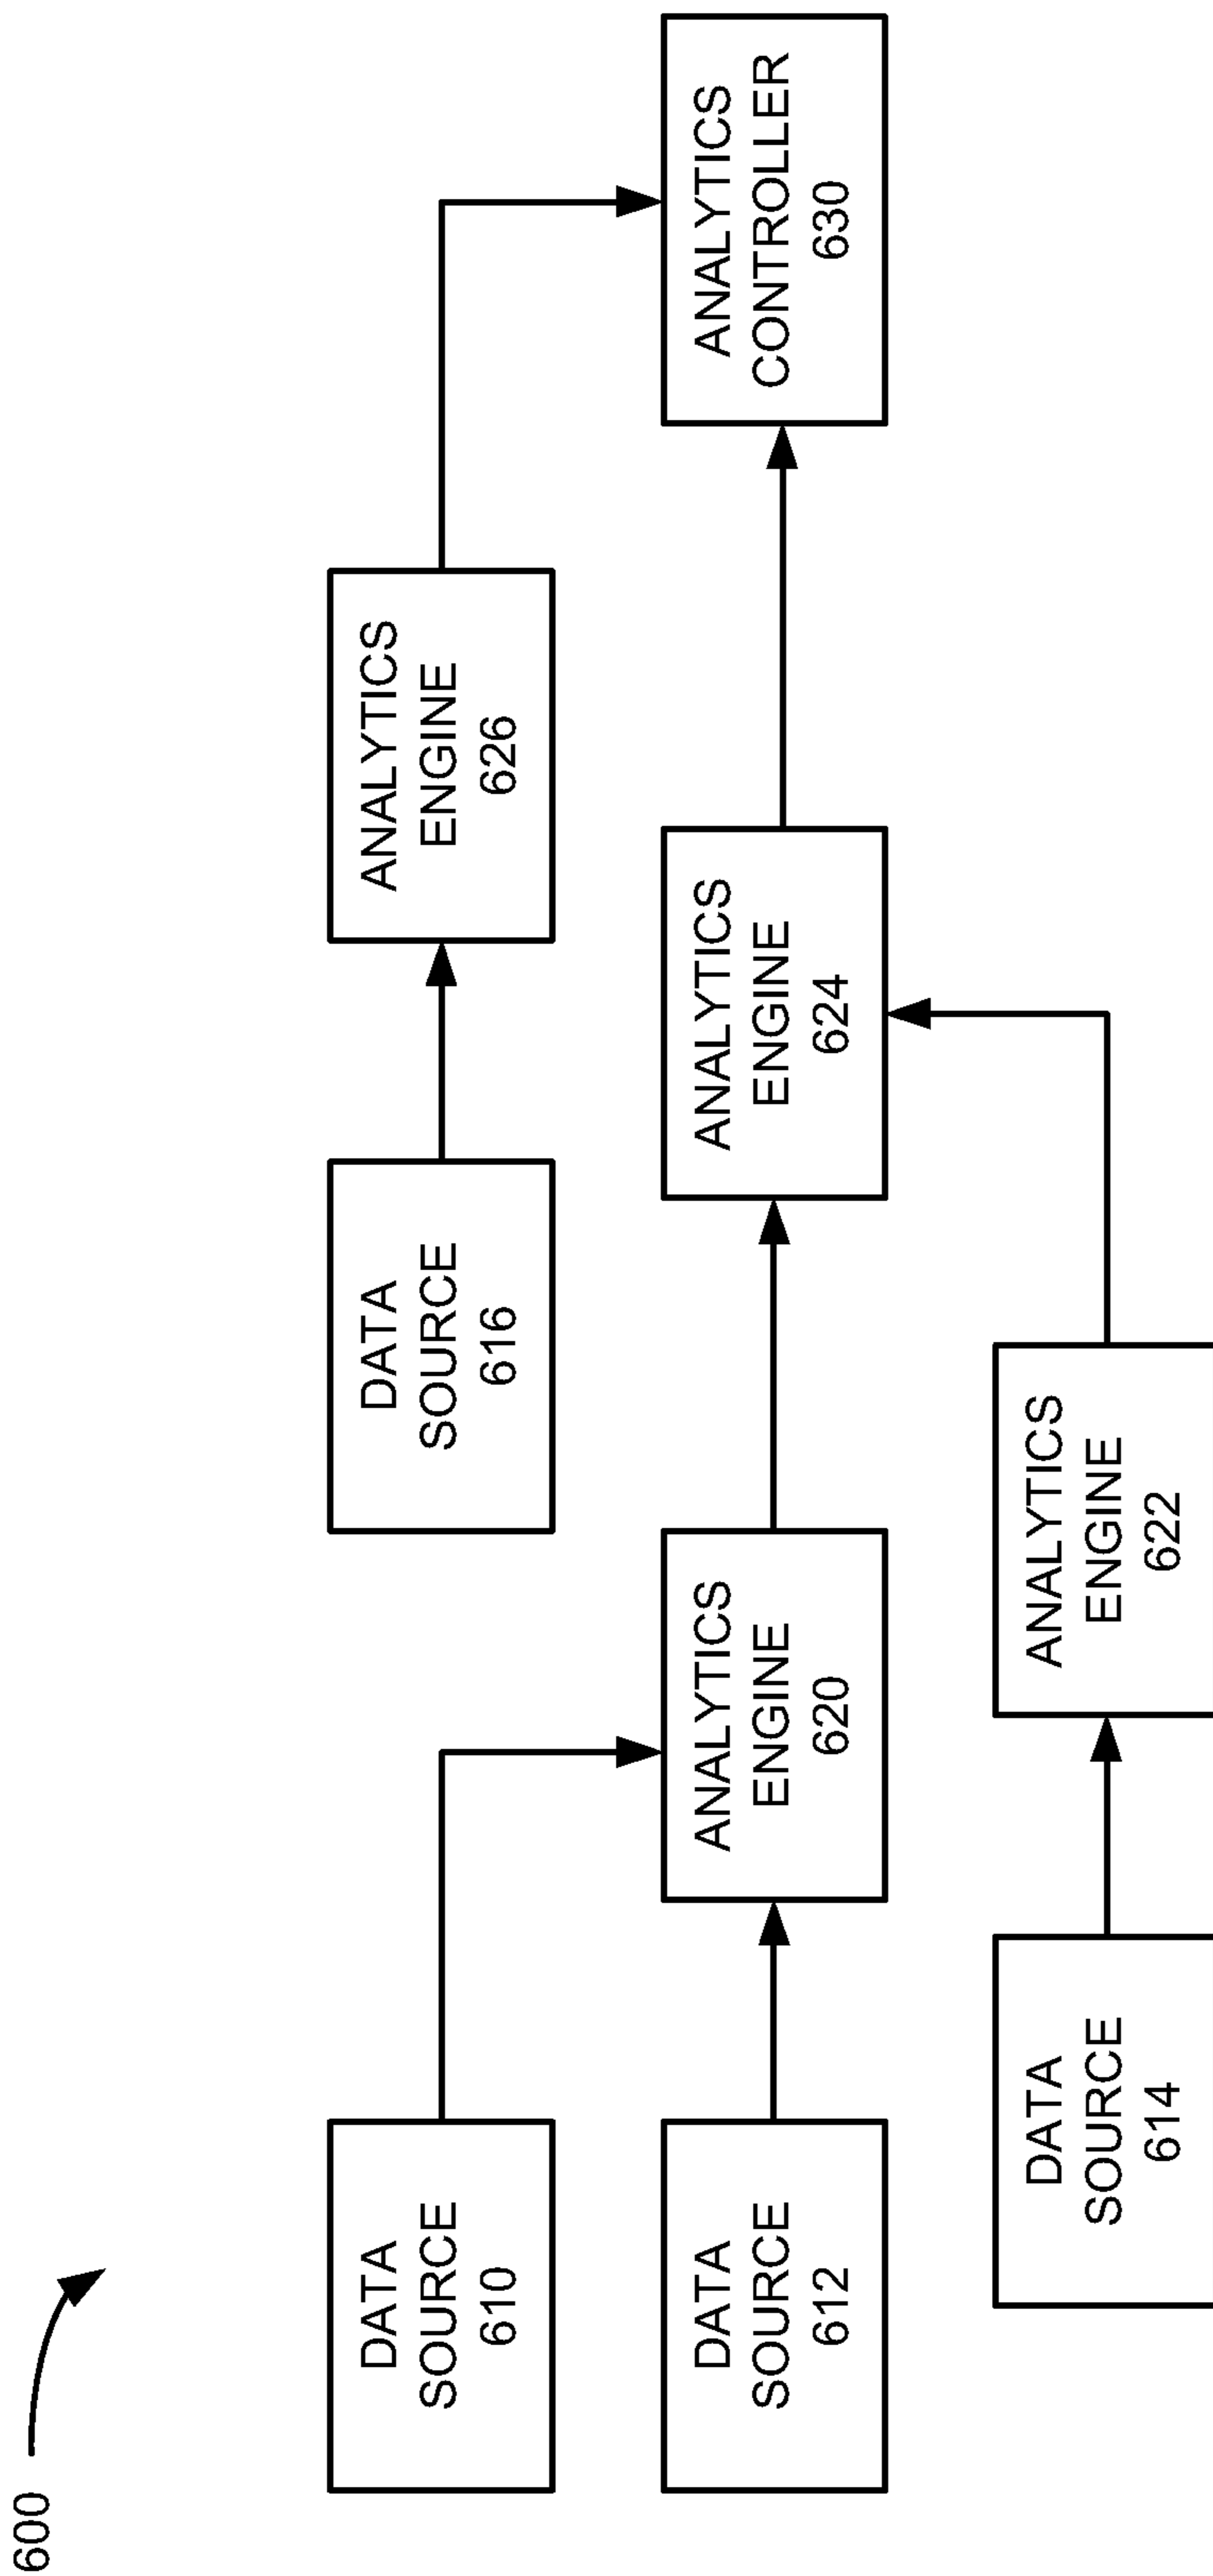 600
DATA
SOURCE
610
DATA
SOURCE
616
ANALYTICS
ENGINE
626
DATA
SOURCE
612
ANALYTICS
ENGINE
620
ANALYTICS
ENGINE
624
ANALYTICS
CONTROLLER
630
DATA
SOURCE
614
ANALYTICS
ENGINE
622